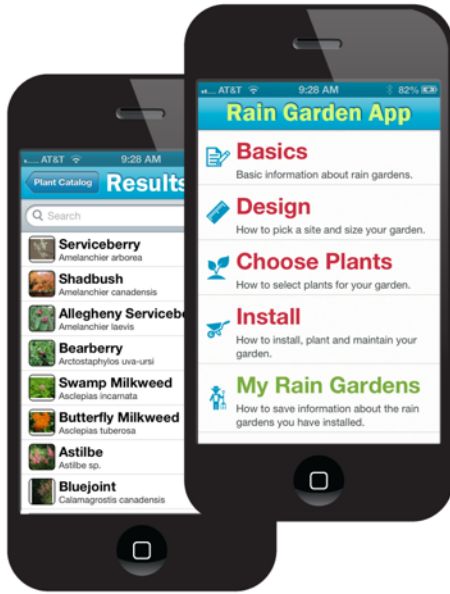 AT&T 9:28 AM
Plant Catalog Results
Search
Serviceberry
Amelanchier arborea
Shadbush
Amelanchier canadensis
Allegheny Serviceb
Amelanchier laevis
Bearberry
Arctostaphylos uva-ursi
Swamp Milkweed
Asclepias incarnata
Butterfly Milkweed
Asclepias tuberosa
Astilbe
Astilbe sp.
Bluejoint
Calamagrostis canadensis
AT&T 9:28 AM 82%
Rain Garden App
Basics
Basic information about rain gardens.
Design
How to pick a site and size your garden.
Choose Plants
How to select plants for your garden.
Install
How to install, plant and maintain your
garden.
My Rain Gardens
How to save information about the rain
gardens you have installed.